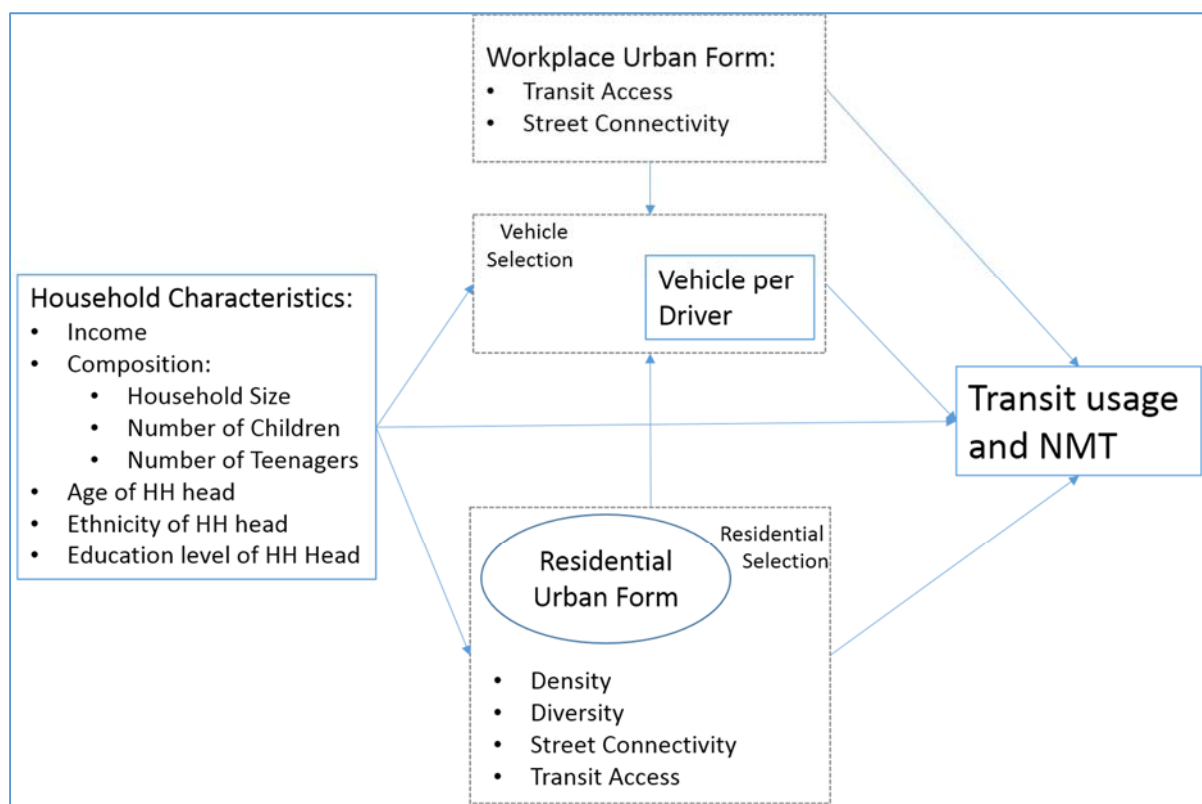 Workplace Urban Form:
• Transit Access
• Street Connectivity
Vehicle
Selection
Vehicle per
Driver
Household Characteristics:
• Income
• Composition:
• Household Size
• Number of Children
• Number of Teenagers
• Age of HH head
• Ethnicity of HH head
• Education level of HH Head
Transit usage
and NMT
Residential
Selection
Residential
Urban Form
• Density
• Diversity
• Street Connectivity
• Transit Access